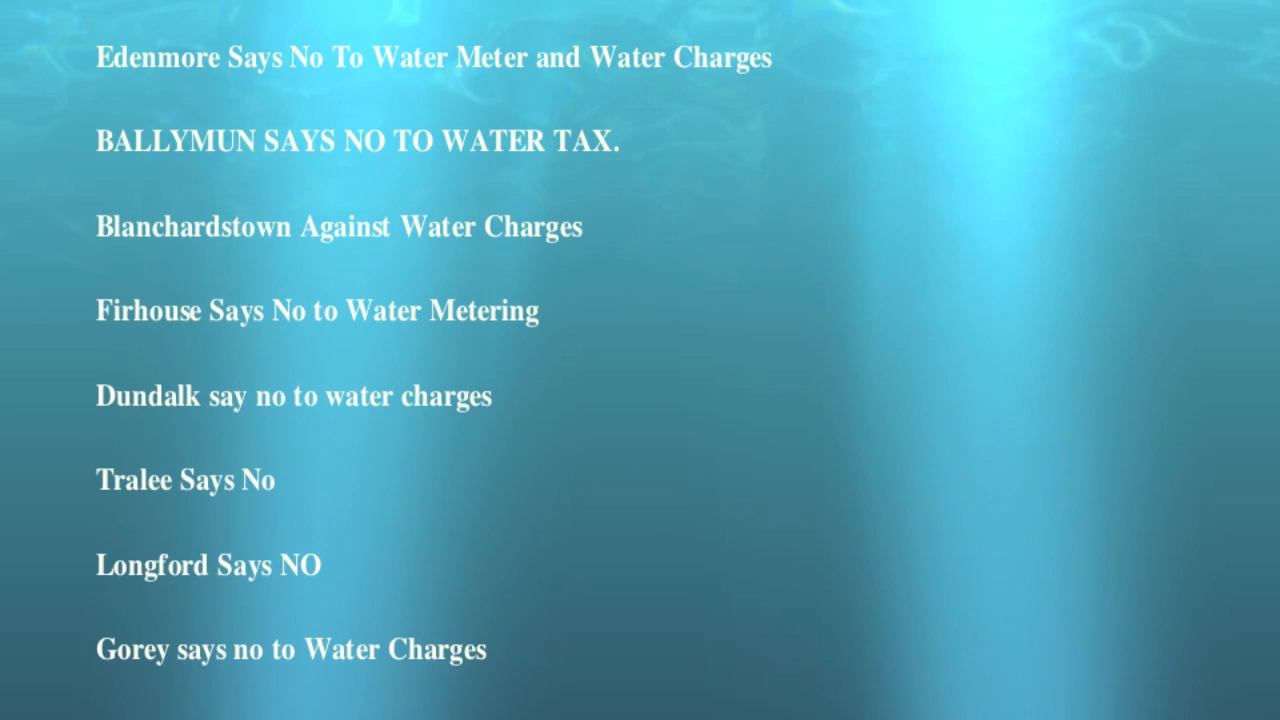 Edenmore Says No To Water Meter and Water Charges
BALLYMUN SAYS NO TO WATER TAX.
Blanchardstown Against Water Charges
Firhouse Says No to Water Metering
Dundalk say no to water charges
Tralee Says No
Longford Says NO
Gorey says no to Water Charges